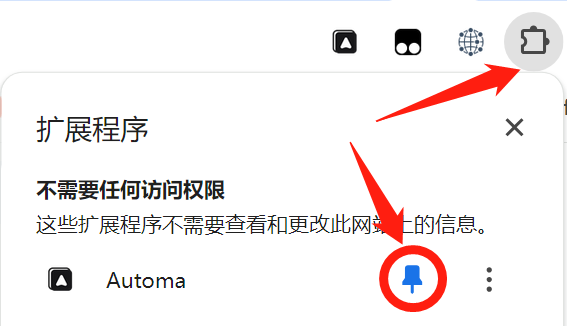 扩展程序
不需要任何访问权限
这些扩展程序不需要查看和更改此网站上的信息。
Automa